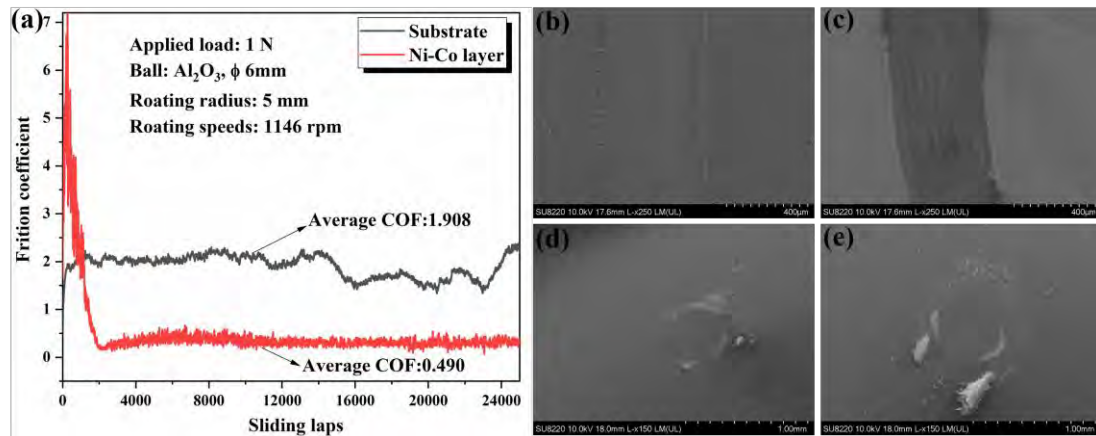 (a)
Applied load: 1 N
Ball: Al₂O₃, ϕ 6mm
Roating radius: 5 mm
Roating speeds: 1146 rpm
Substrate
Ni-Co layer
Average COF:1.908
Average COF:0.490
Frition coefficient
7
6
5
4
3
2
1
0
0 4000 8000 12000 16000 20000 24000
Sliding laps
(b)
SU8220 10.0kV 17.6mm L-x250 LM(UL) 400μm
(c)
SU8220 10.0kV 17.6mm L-x250 LM(UL) 400μm
(d)
SU8220 10.0kV 18.0mm L-x150 LM(UL) 1.00mm
(e)
SU8220 10.0kV 18.0mm L-x150 LM(UL) 1.00mm